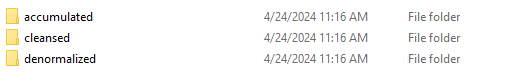 accumulated 4/24/2024 11:16 AM File folder
cleansed 4/24/2024 11:16 AM File folder
denormalized 4/24/2024 11:16 AM File folder